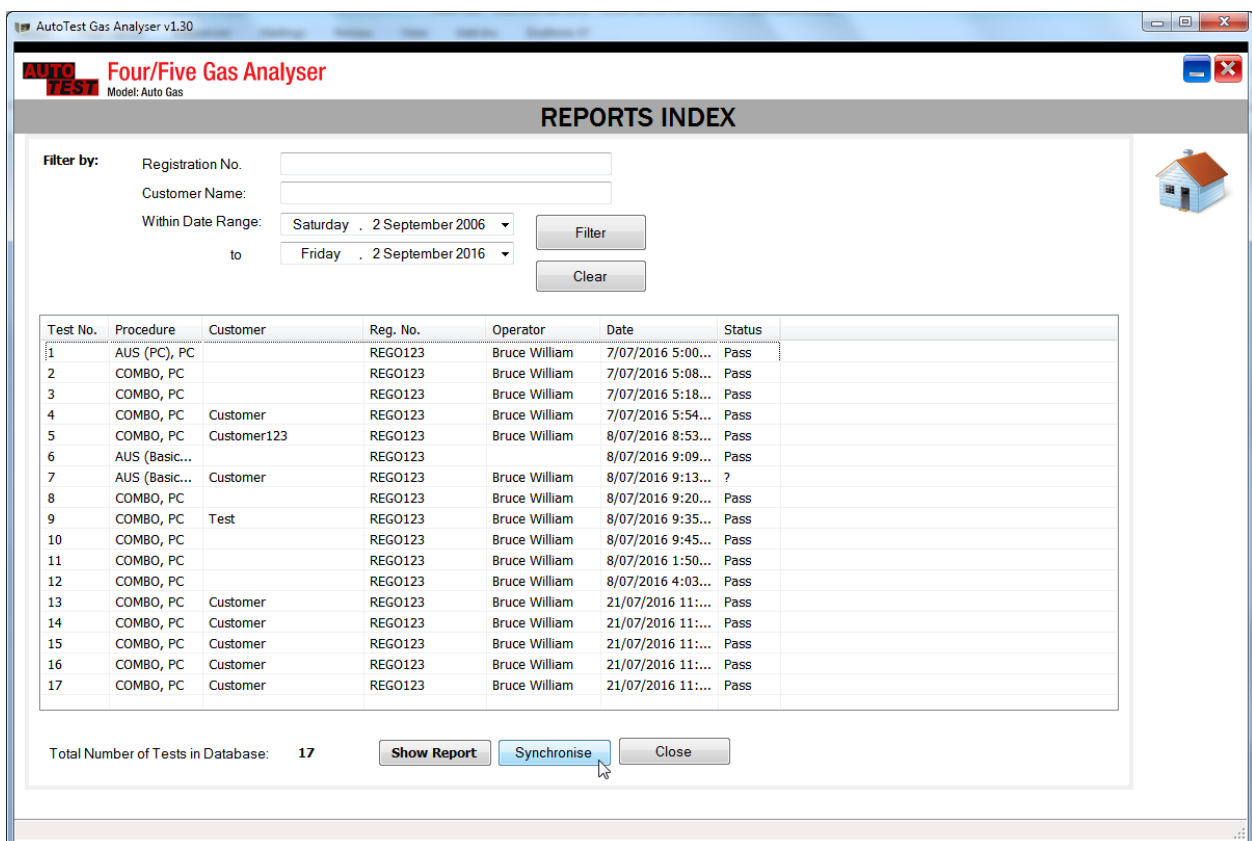 AutoTest Gas Analyser v1.30
AUTO TEST
Four/Five Gas Analyser
Model: Auto Gas
REPORTS INDEX
Filter by:
Registration No.
Customer Name:
Within Date Range: Saturday , 2 September 2006
to Friday , 2 September 2016
Filter
Clear
Test No. Procedure Customer Reg. No. Operator Date Status
1 AUS (PC), PC REGO123 Bruce William 7/07/2016 5:00... Pass
2 COMBO, PC REGO123 Bruce William 7/07/2016 5:08... Pass
3 COMBO, PC REGO123 Bruce William 7/07/2016 5:18... Pass
4 COMBO, PC Customer REGO123 Bruce William 7/07/2016 5:54... Pass
5 COMBO, PC Customer123 REGO123 Bruce William 8/07/2016 8:53... Pass
6 AUS (Basic... REGO123 8/07/2016 9:09... Pass
7 AUS (Basic... Customer REGO123 Bruce William 8/07/2016 9:13... ?
8 COMBO, PC REGO123 Bruce William 8/07/2016 9:20... Pass
9 COMBO, PC Test REGO123 Bruce William 8/07/2016 9:35... Pass
10 COMBO, PC REGO123 Bruce William 8/07/2016 9:45... Pass
11 COMBO, PC REGO123 Bruce William 8/07/2016 1:50... Pass
12 COMBO, PC REGO123 Bruce William 8/07/2016 4:03... Pass
13 COMBO, PC Customer REGO123 Bruce William 21/07/2016 11:... Pass
14 COMBO, PC Customer REGO123 Bruce William 21/07/2016 11:... Pass
15 COMBO, PC Customer REGO123 Bruce William 21/07/2016 11:... Pass
16 COMBO, PC Customer REGO123 Bruce William 21/07/2016 11:... Pass
17 COMBO, PC Customer REGO123 Bruce William 21/07/2016 11:... Pass
Total Number of Tests in Database: 17 Show Report Synchronise Close